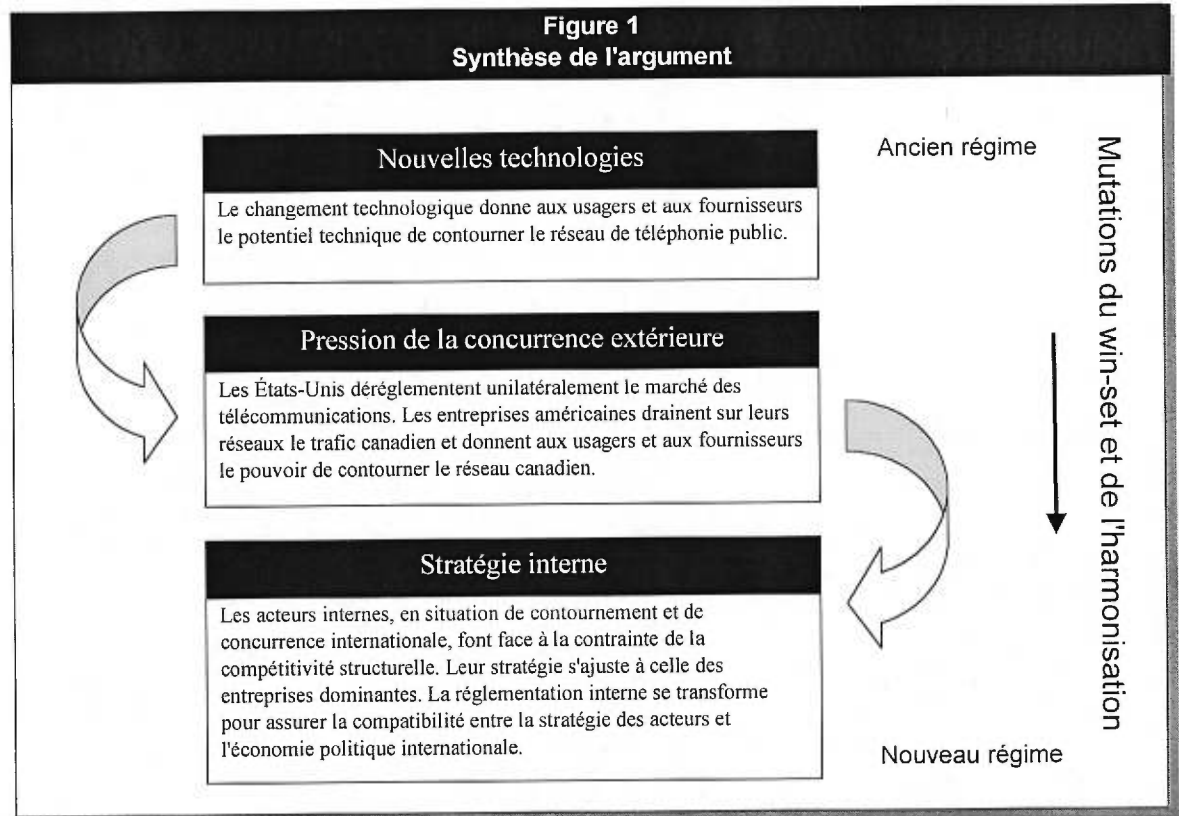 Figure 1
Synthèse de l'argument
Nouvelles technologies
Le changement technologique donne aux usagers et aux fournisseurs
le potentiel technique de contourner le réseau de téléphonie public.
Ancien régime
Pression de la concurrence extérieure
Les États-Unis déréglementent unilatéralement le marché des
télécommunications. Les entreprises américaines drainent sur leurs
réseaux le trafic canadien et donnent aux usagers et aux fournisseurs
le pouvoir de contourner le réseau canadien.
Stratégie interne
Les acteurs internes, en situation de contournement et de
concurrence internationale, font face à la contrainte de la
compétitivité structurelle. Leur stratégie s'ajuste à celle des
entreprises dominantes. La réglementation interne se transforme
pour assurer la compatibilité entre la stratégie des acteurs et
l'économie politique internationale.
Nouveau régime
Mutations du win-set et de l'harmonisation